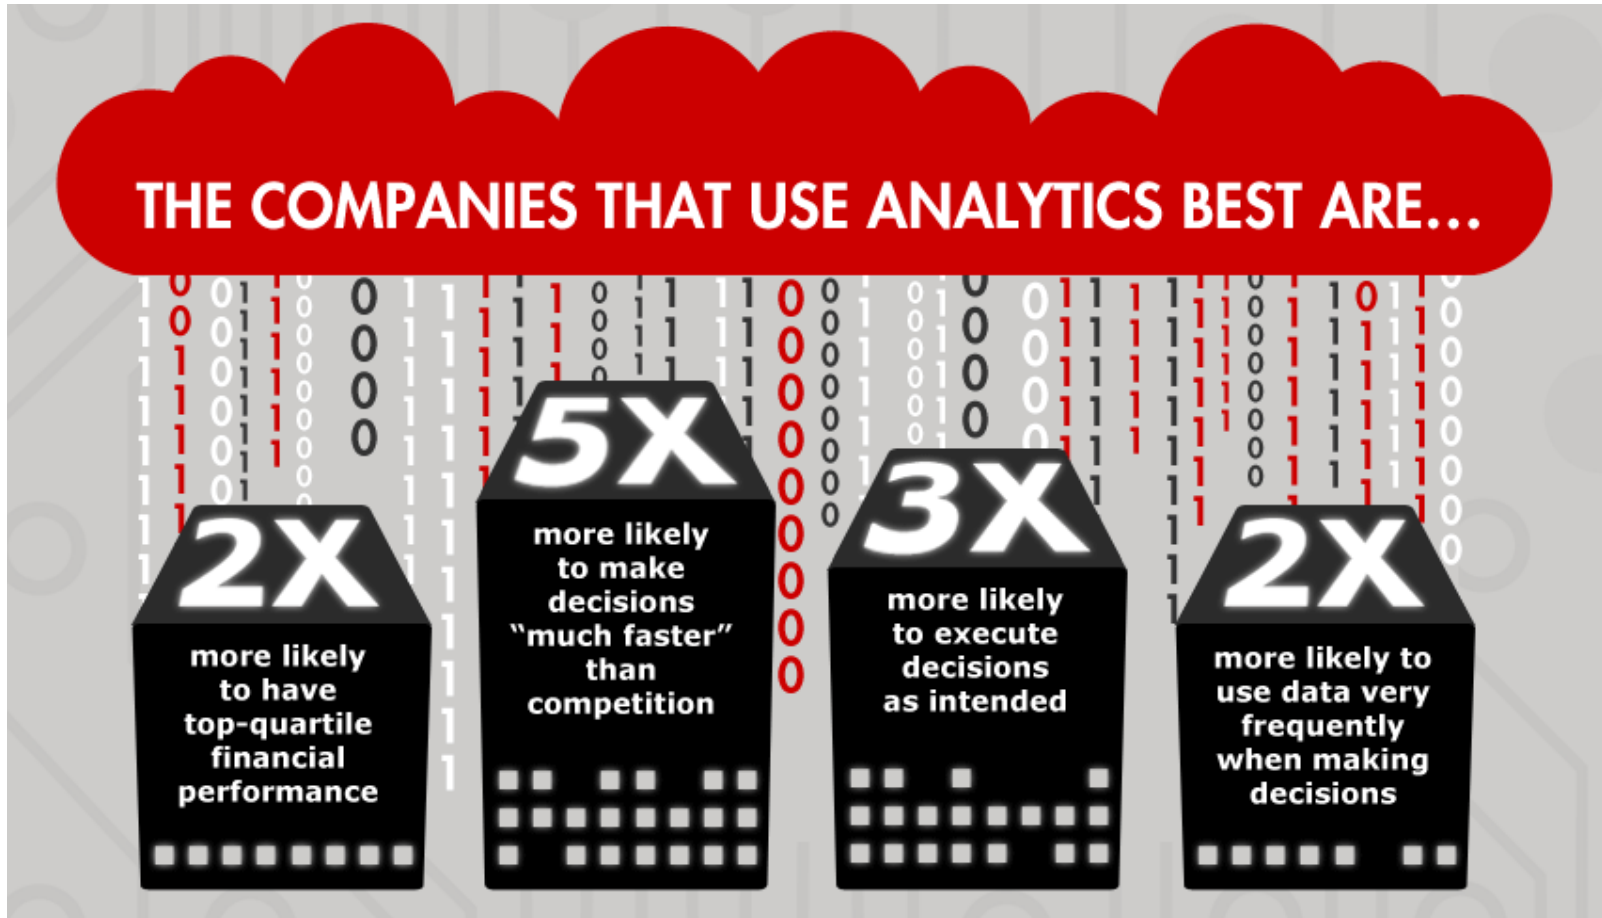 THE COMPANIES THAT USE ANALYTICS BEST ARE...
2X
more likely
to have
top-quartile
financial
performance
5X
more likely
to make
decisions
“much faster”
than
competition
3X
more likely
to execute
decisions
as intended
2X
more likely to
use data very
frequently
when making
decisions